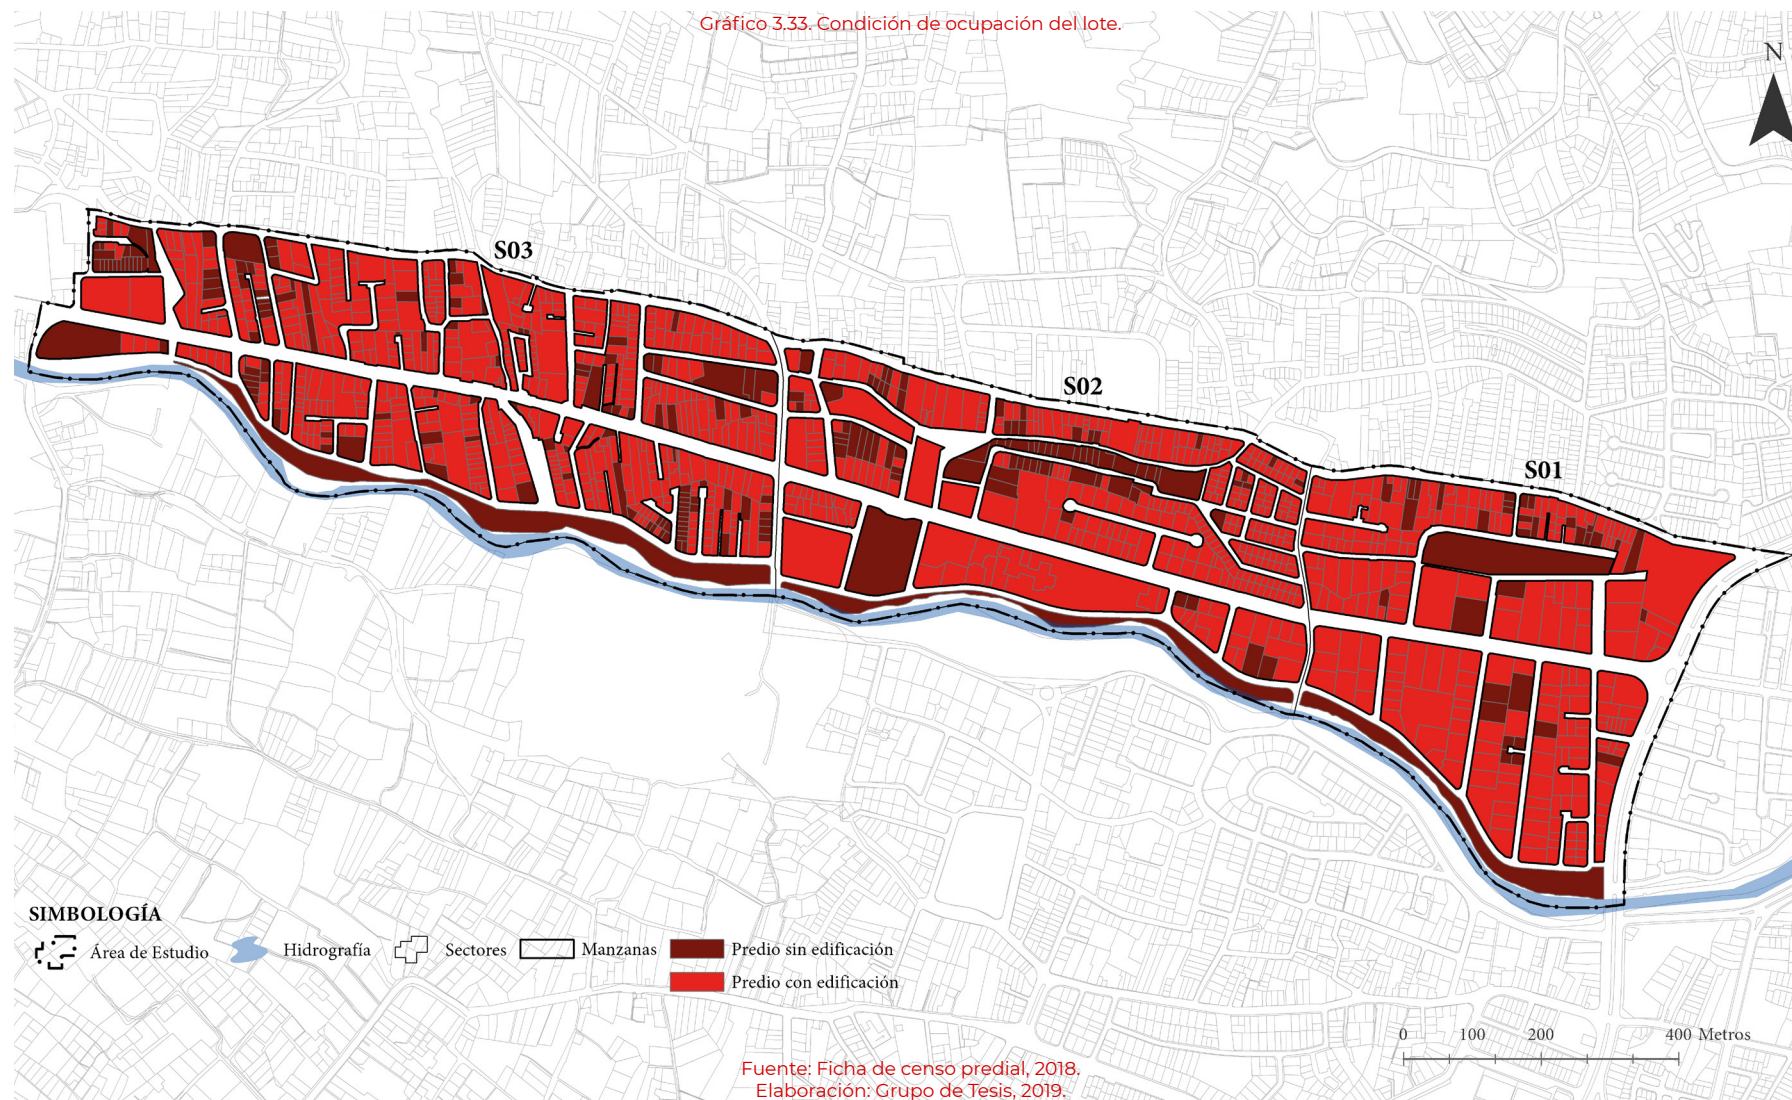 Gráfico 3.33. Condición de ocupación del lote.
N
S03
S02
S01
SIMBOLOGÍA
Área de Estudio
Hidrografía
Sectores
Manzanas
Predio sin edificación
Predio con edificación
0 100 200 400 Metros
Fuente: Ficha de censo predial, 2018.
Elaboración: Grupo de Tesis, 2019.